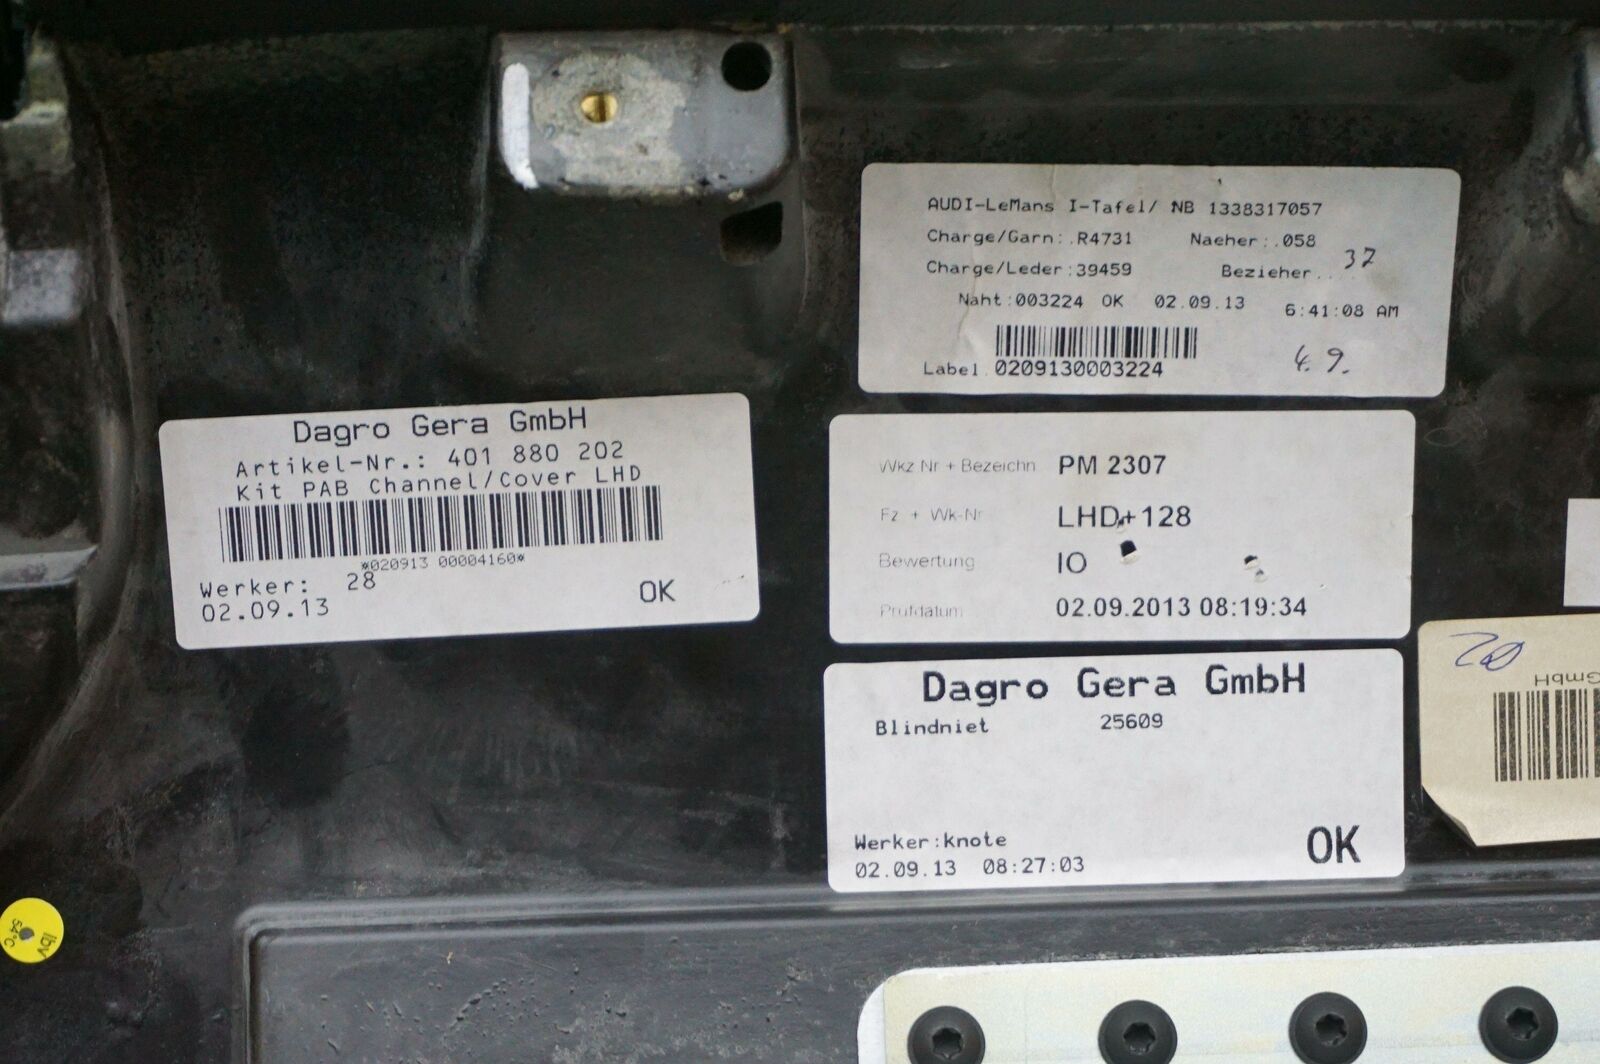 AUDI-LeMans I-Tafel/ NB 1338317057
Charge/Garn:.R4731 Naeher:.058
Charge/Leder:39459 Bezieher.... 37
Naht:003224 OK 02.09.13 6:41:08 AM
Label 0209130003224
4.9.
Dagro Gera GmbH
Artikel-Nr.: 401 880 202
Kit PAB Channel/Cover LHD
*020913 00004160*
Werker: 28
02.09.13 OK
Wkz Nr + Bezeichn PM 2307
Fz + Wk-Nr LHD+128
Bewertung IO
Prüfdatum 02.09.2013 08:19:34
Dagro Gera GmbH
Blindniet 25609
Werker:knote
02.09.13 08:27:03 OK
GmbH
54°C